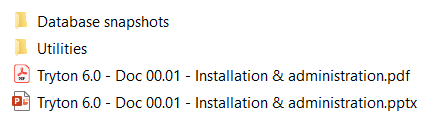 Database snapshots
Utilities
Tryton 6.0 - Doc 00.01 - Installation & administration.pdf
Tryton 6.0 - Doc 00.01 - Installation & administration.pptx